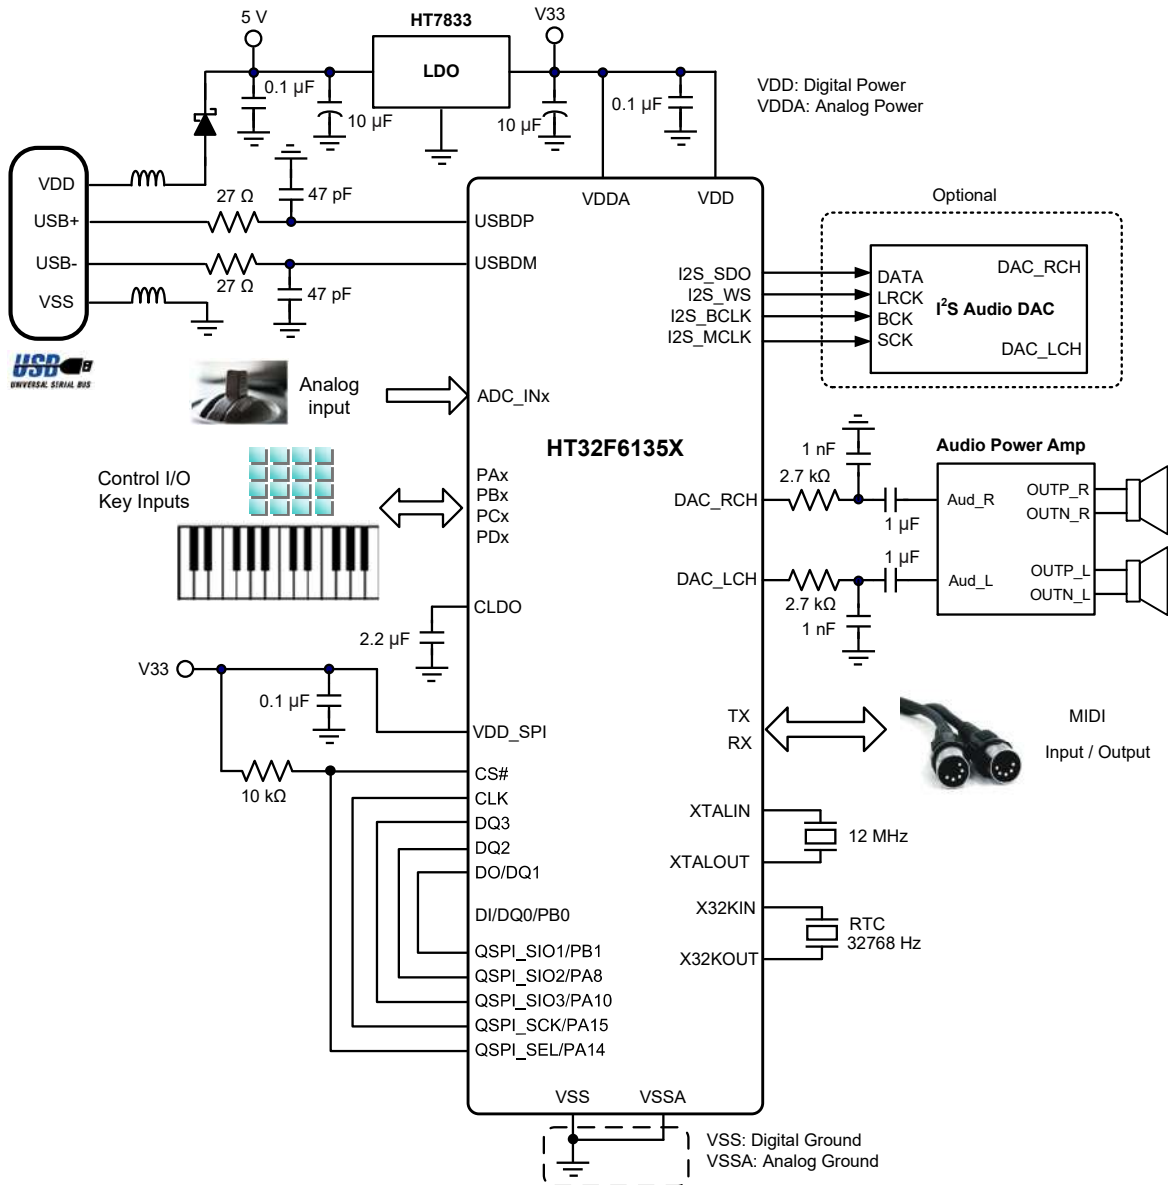 5 V
HT7833
V33
LDO
0.1 µF
10 µF
10 µF
0.1 µF
VDD: Digital Power
VDDA: Analog Power
VDD
USB+
USB-
VSS
27 Ω
47 pF
27 Ω
47 pF
USBDP
USBDM
VDDA
VDD
Optional
I2S_SDO
I2S_WS
I2S_BCLK
I2S_MCLK
DATA
LRCK
BCK
SCK
DAC_RCH
I²S Audio DAC
DAC_LCH
USB
UNIVERSAL SERIAL BUS
Analog
input
ADC_INx
HT32F6135X
Control I/O
Key Inputs
PAx
PBx
PCx
PDx
DAC_RCH
2.7 kΩ
1 nF
1 µF
Audio Power Amp
Aud_R
OUTP_R
OUTN_R
DAC_LCH
2.7 kΩ
1 nF
1 µF
Aud_L
OUTP_L
OUTN_L
CLDO
2.2 µF
V33
0.1 µF
VDD_SPI
10 kΩ
CS#
CLK
DQ3
DQ2
DO/DQ1
DI/DQ0/PB0
QSPI_SIO1/PB1
QSPI_SIO2/PA8
QSPI_SIO3/PA10
QSPI_SCK/PA15
QSPI_SEL/PA14
TX
RX
MIDI
Input / Output
XTALIN
XTALOUT
12 MHz
X32KIN
X32KOUT
RTC
32768 Hz
VSS
VSSA
VSS: Digital Ground
VSSA: Analog Ground